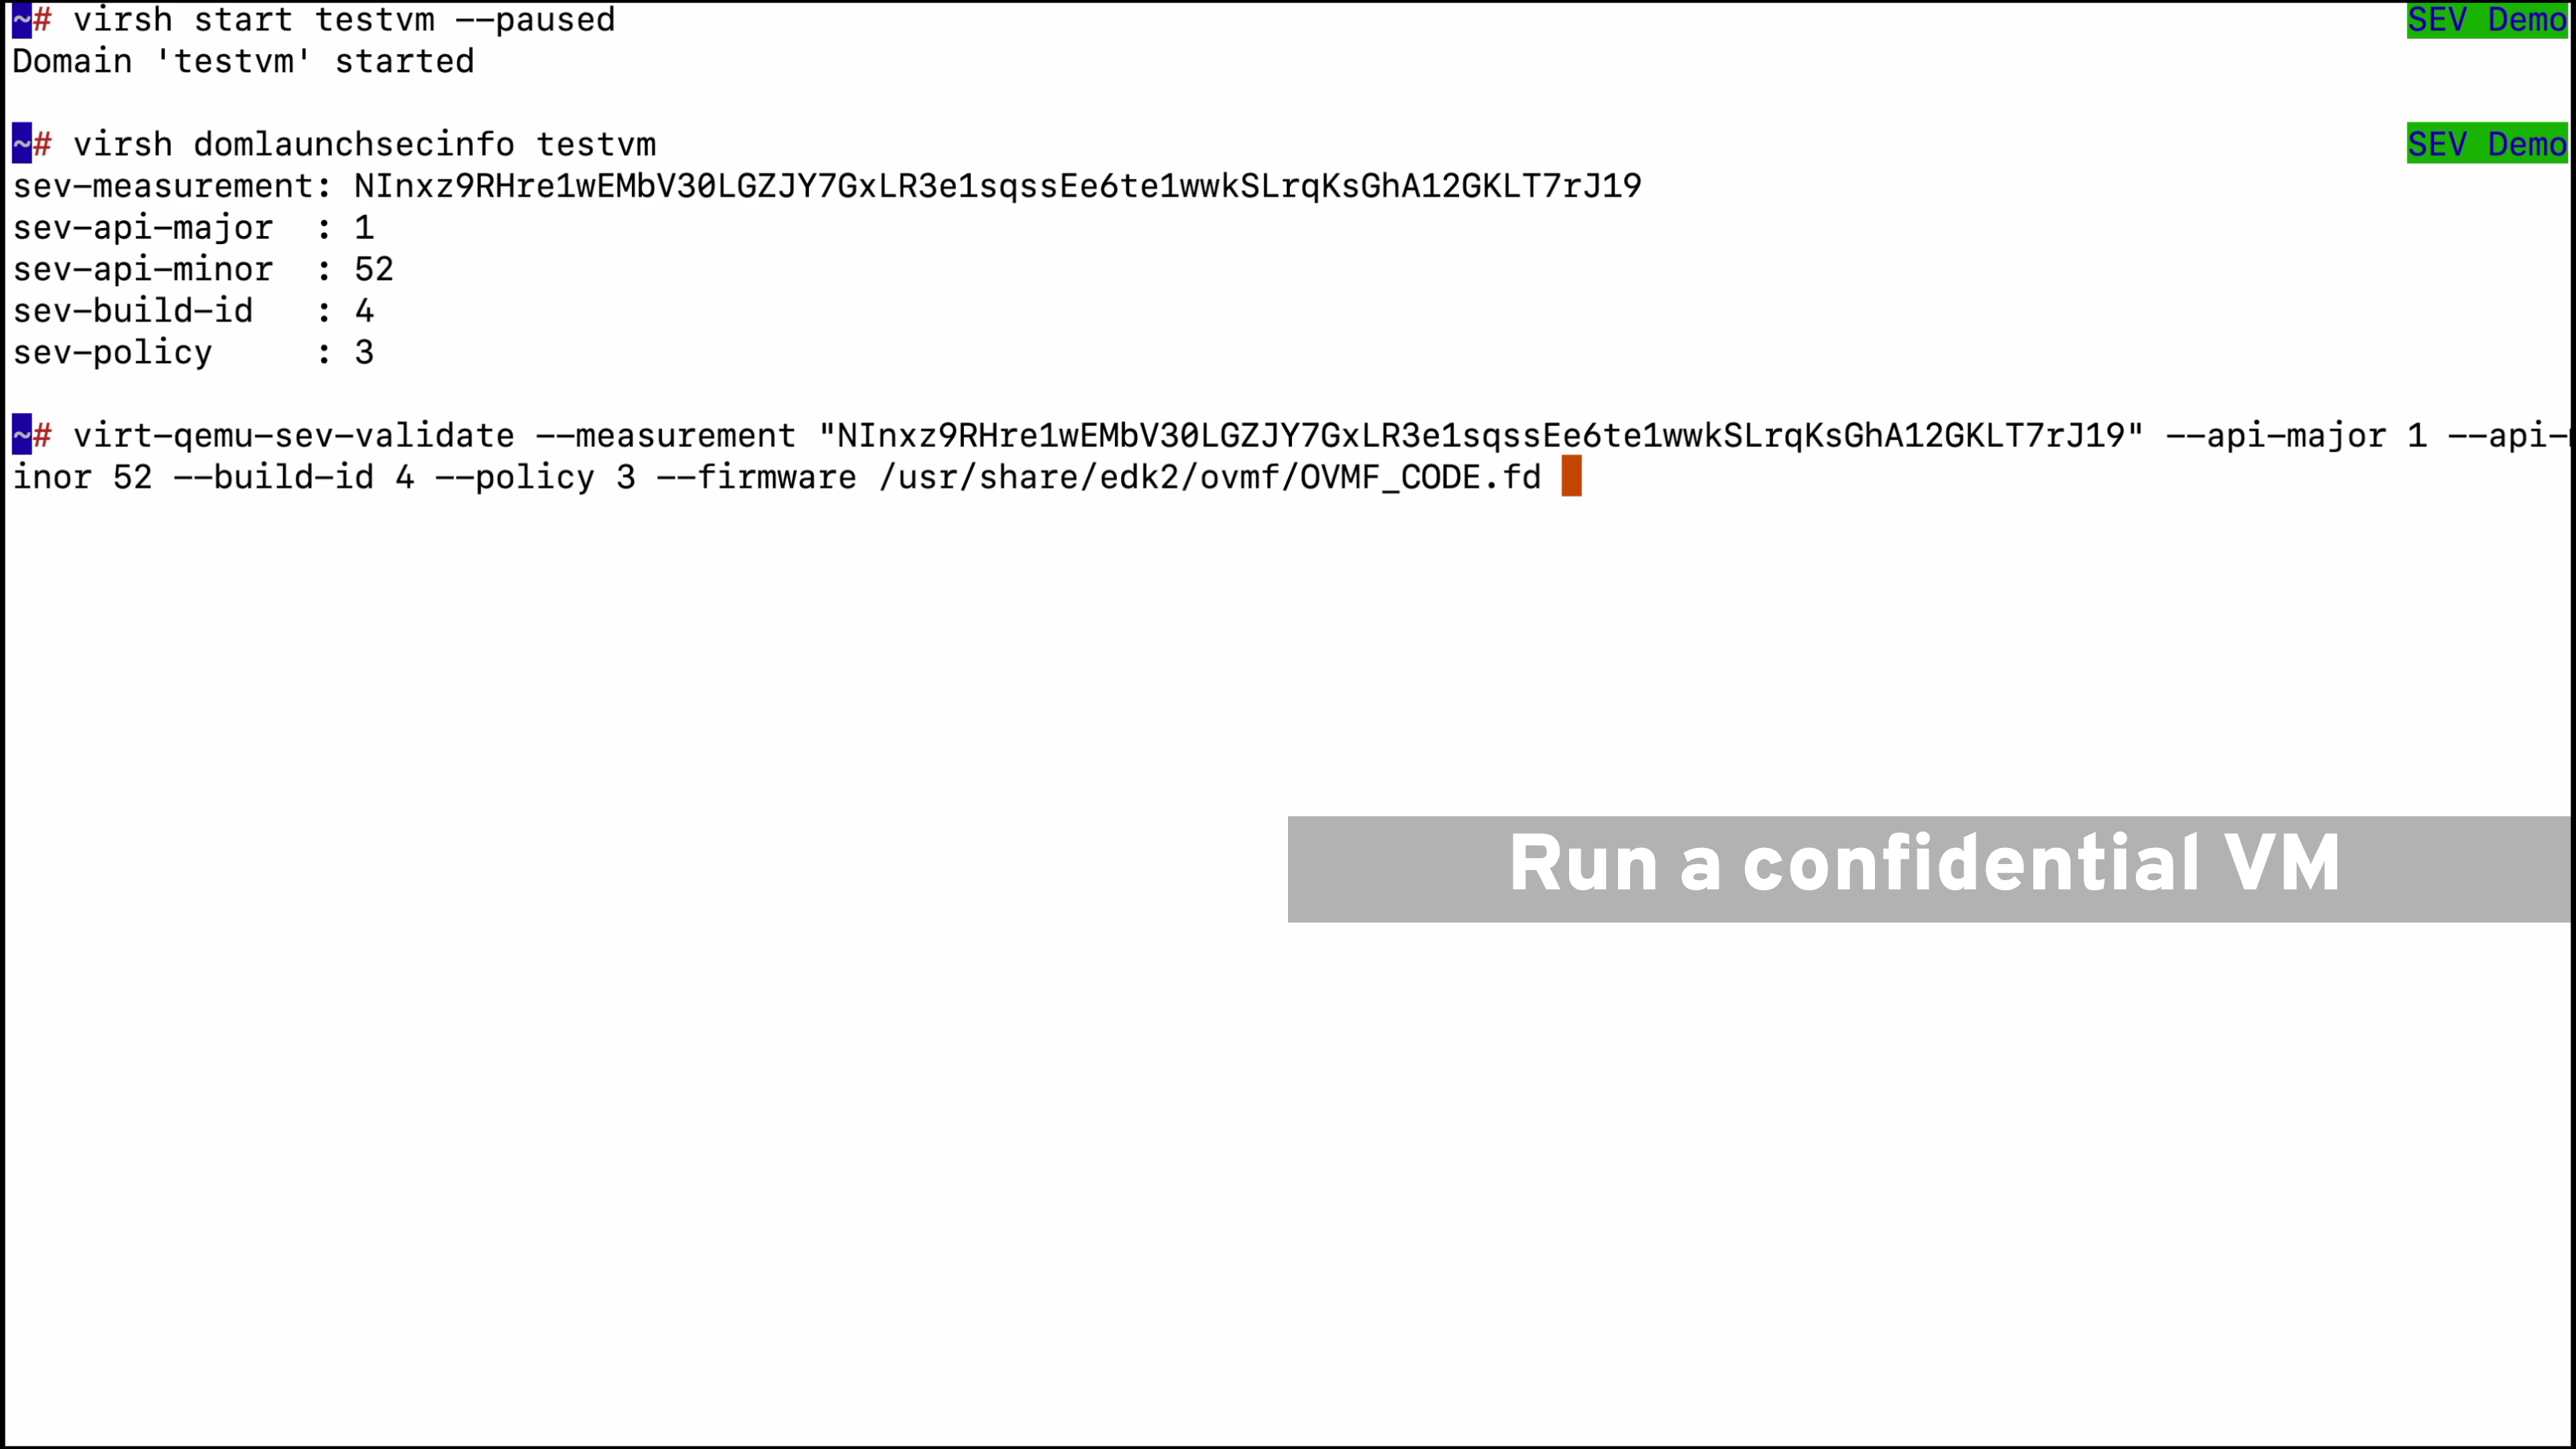 ~# virsh start testvm --paused SEV Demo
Domain 'testvm' started
~# virsh domlaunchsecinfo testvm SEV Demo
sev-measurement: NInxz9RHre1wEMbV30LGZJY7GxLR3e1sqssEe6te1wwkSLrqKsGhA12GKLT7rJ19
sev-api-major : 1
sev-api-minor : 52
sev-build-id : 4
sev-policy : 3
~# virt-qemu-sev-validate --measurement "NInxz9RHre1wEMbV30LGZJY7GxLR3e1sqssEe6te1wwkSLrqKsGhA12GKLT7rJ19" --api-major 1 --api-m
inor 52 --build-id 4 --policy 3 --firmware /usr/share/edk2/ovmf/OVMF_CODE.fd
Run a confidential VM